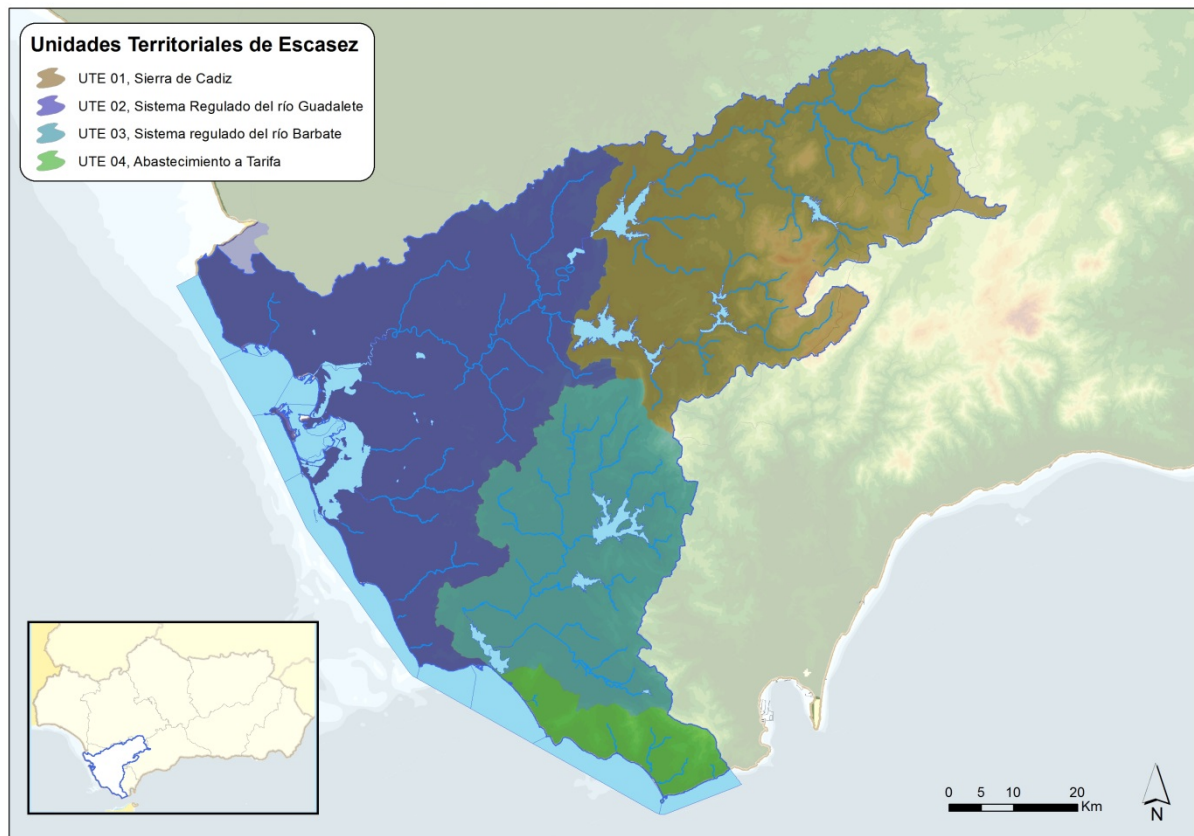 Unidades Territoriales de Escasez
UTE 01, Sierra de Cadiz
UTE 02, Sistema Regulado del río Guadalete
UTE 03, Sistema regulado del río Barbate
UTE 04, Abastecimiento a Tarifa
0 5 10 20
Km
N